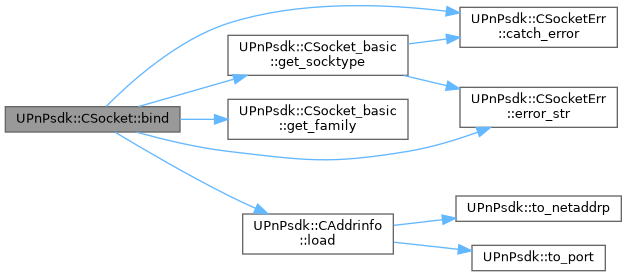 UPnPsdk::CSocket::bind
UPnPsdk::CSocket_basic
::get_socktype
UPnPsdk::CSocket_basic
::get_family
UPnPsdk::CAddrinfo
::load
UPnPsdk::CSocketErr
::catch_error
UPnPsdk::CSocketErr
::error_str
UPnPsdk::to_netaddrp
UPnPsdk::to_port